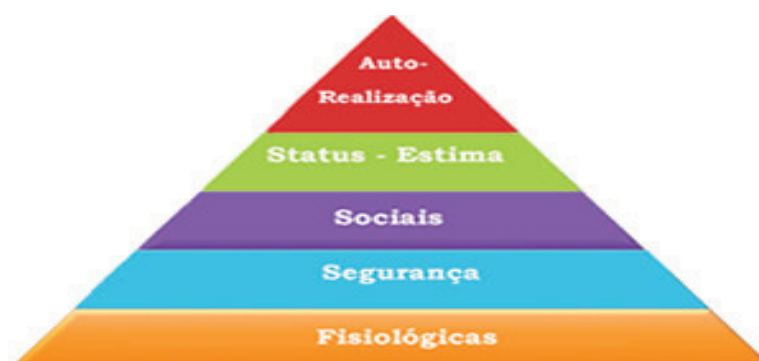 Auto-
Realização
Status - Estima
Sociais
Segurança
Fisiológicas